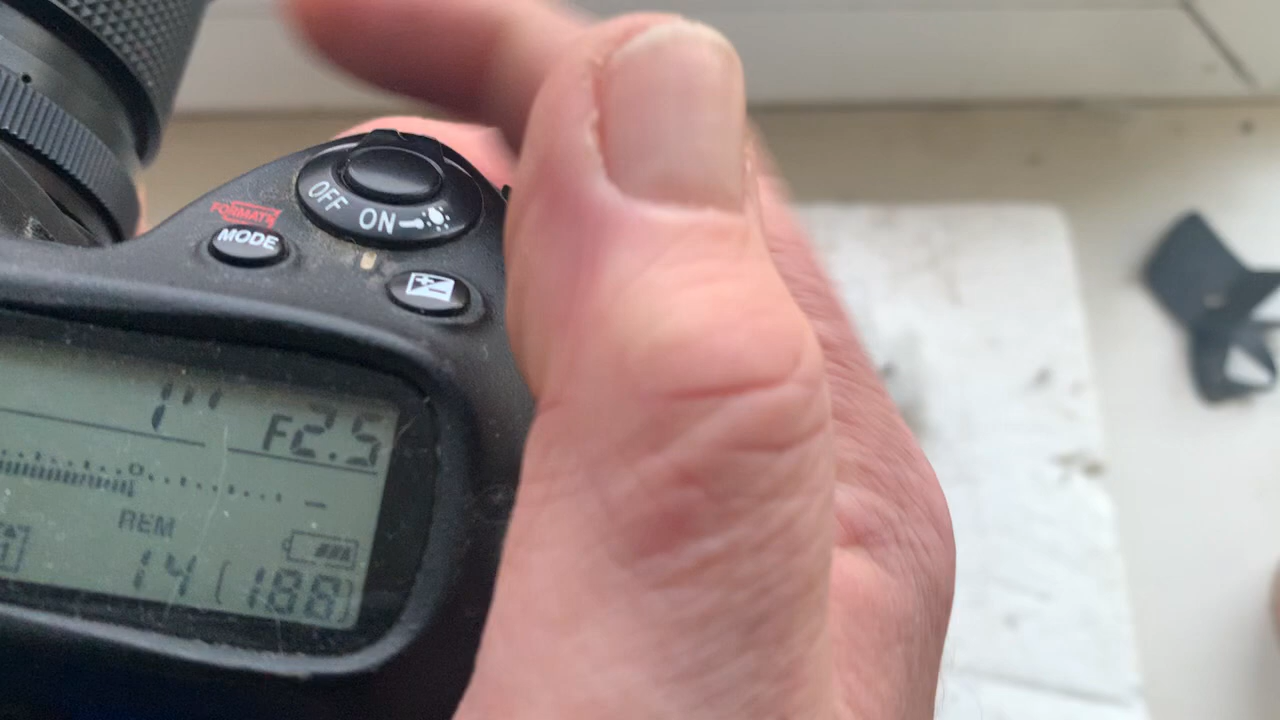 OFF ON
FORMAT
MODE
1" F2.5
REM
14 (188)